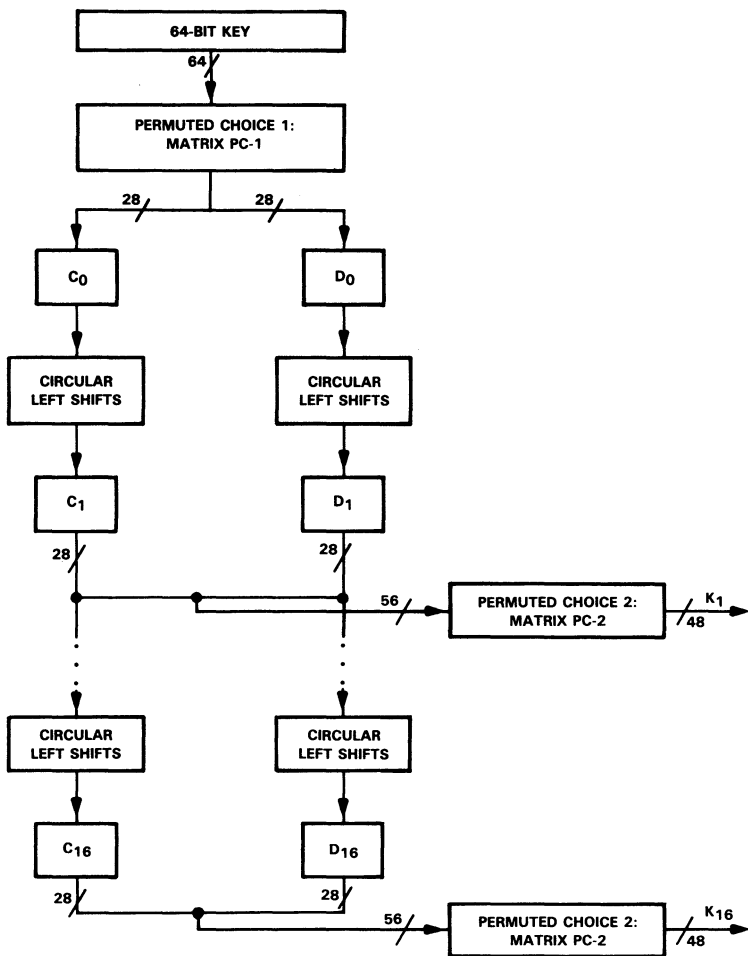 64-BIT KEY
64
PERMUTED CHOICE 1:
MATRIX PC-1
28 28
C0 D0
CIRCULAR
LEFT SHIFTS
CIRCULAR
LEFT SHIFTS
C1 D1
28 28
56
PERMUTED CHOICE 2:
MATRIX PC-2
K1
48
CIRCULAR
LEFT SHIFTS
CIRCULAR
LEFT SHIFTS
C16 D16
28 28
56
PERMUTED CHOICE 2:
MATRIX PC-2
K16
48